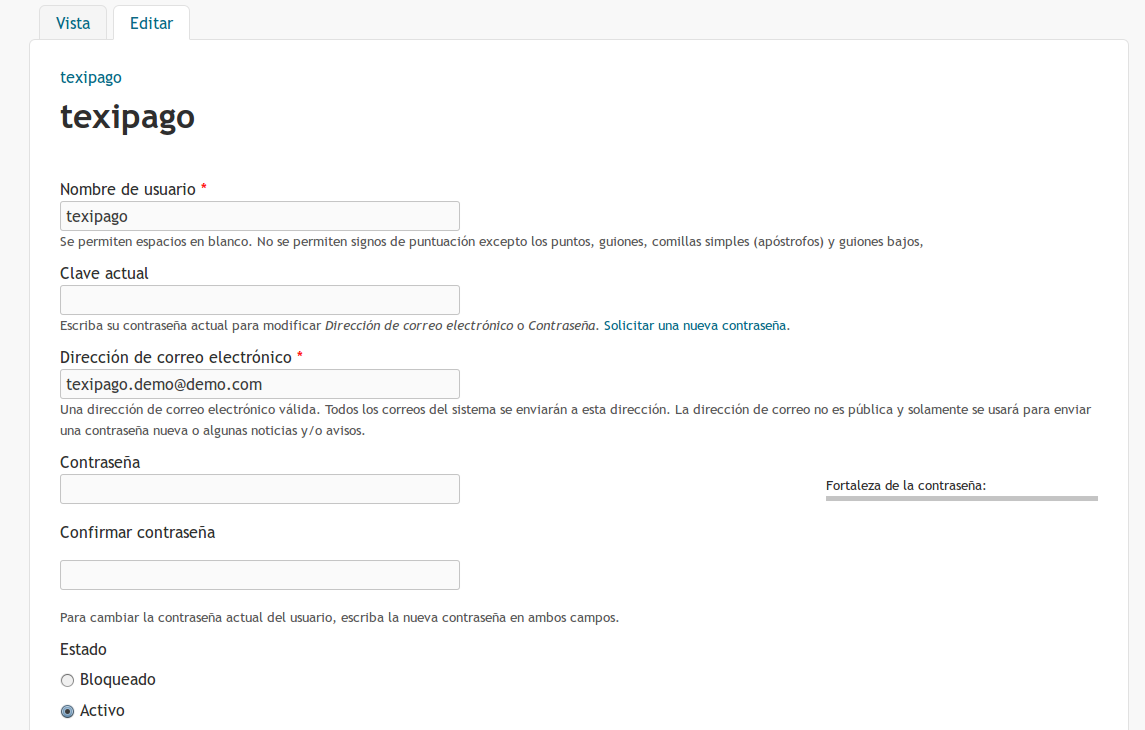 Vista
Editar
texipago
texipago
Nombre de usuario *
texipago
Se permiten espacios en blanco. No se permiten signos de puntuación excepto los puntos, guiones, comillas simples (apóstrofos) y guiones bajos,
Clave actual
Escriba su contraseña actual para modificar Dirección de correo electrónico o Contraseña. Solicitar una nueva contraseña.
Dirección de correo electrónico *
texipago.demo@demo.com
Una dirección de correo electrónico válida. Todos los correos del sistema se enviarán a esta dirección. La dirección de correo no es pública y solamente se usará para enviar
una contraseña nueva o algunas noticias y/o avisos.
Contraseña
Fortaleza de la contraseña:
Confirmar contraseña
Para cambiar la contraseña actual del usuario, escriba la nueva contraseña en ambos campos.
Estado
Bloqueado
Activo